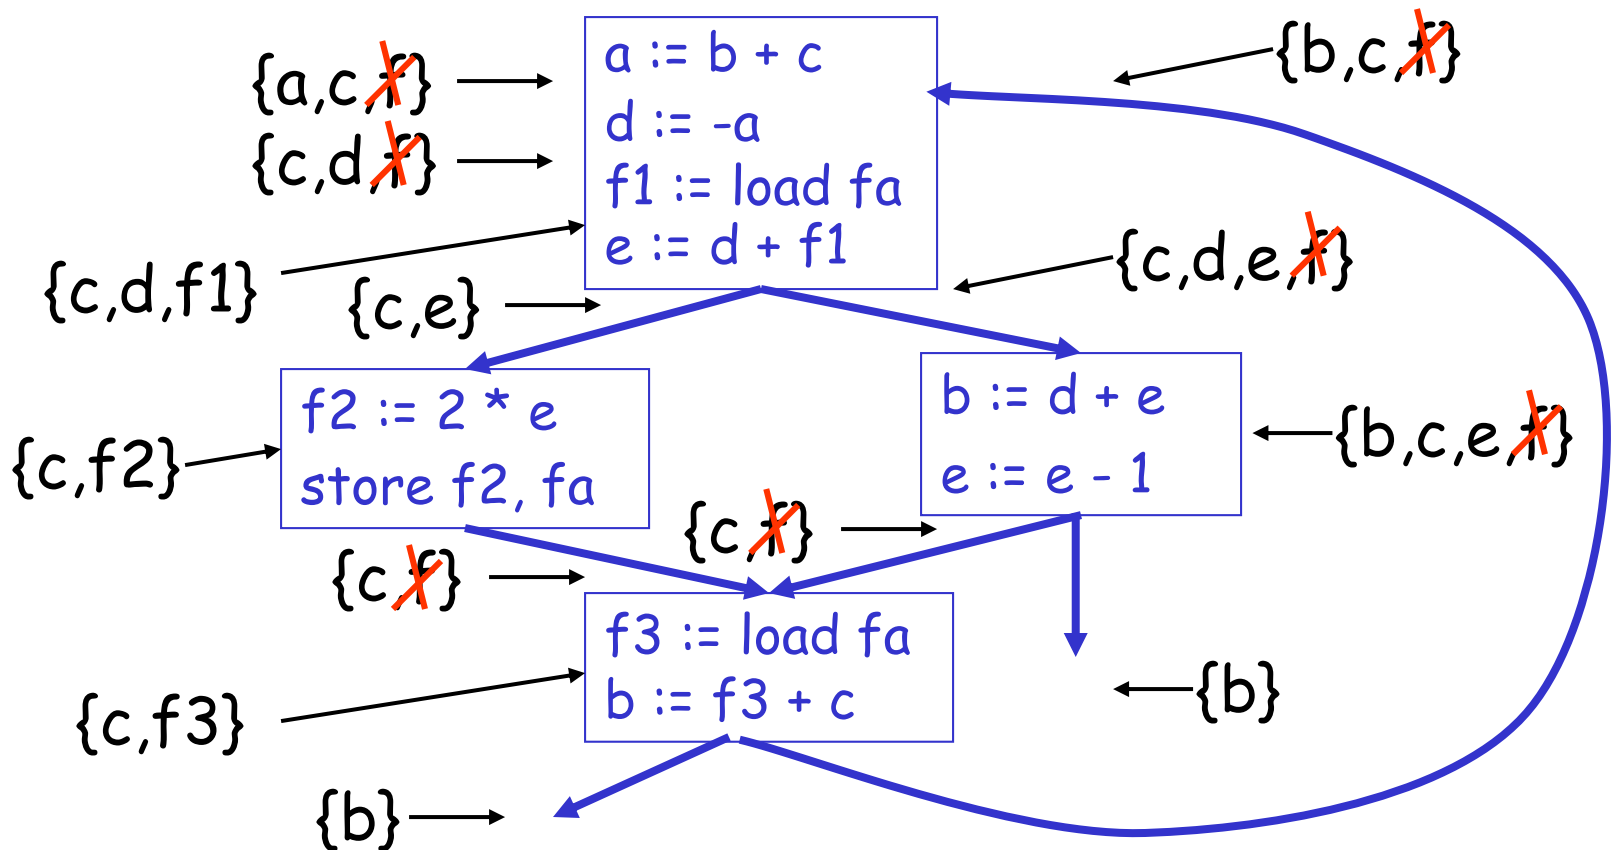 a := b + c
{b,c,f}
{a,c,f}
d := -a
{c,d,f}
f1 := load fa
e := d + f1
{c,d,e,f}
{c,d,f1}
{c,e}
f2 := 2 * e
b := d + e
{b,c,e,f}
{c,f2}
store f2, fa
e := e - 1
{c,f}
{c,f}
f3 := load fa
{c,f3}
b := f3 + c
{b}
{b}